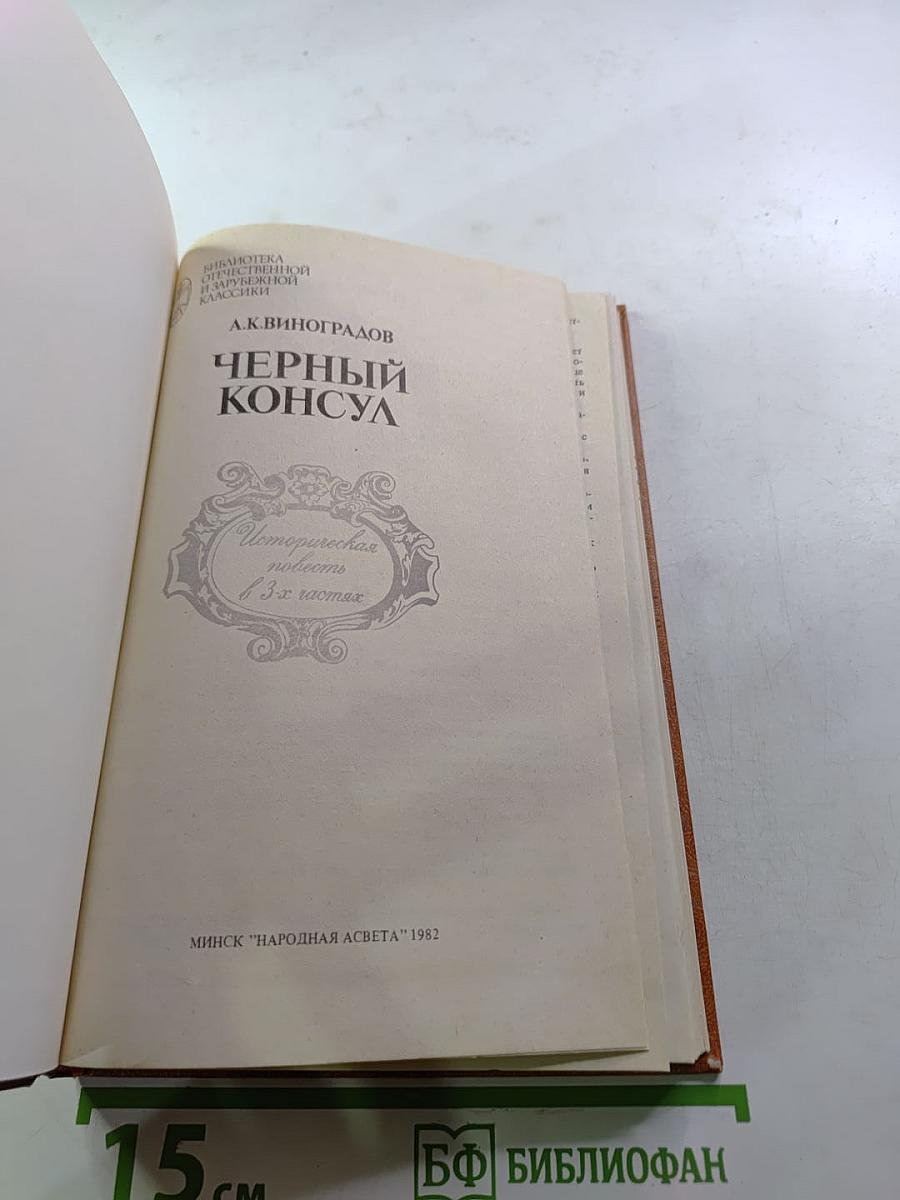 БИБЛИОТЕКА
ОТЕЧЕСТВЕННОЙ
И ЗАРУБЕЖНОЙ
КЛАССИКИ
А.К.ВИНОГРАДОВ
ЧЕРНЫЙ
КОНСУЛ
Историческая
повесть
в 3-х частях
МИНСК "НАРОДНАЯ АСВЕТА" 1982
15 см
БФ БИБЛИОФАН